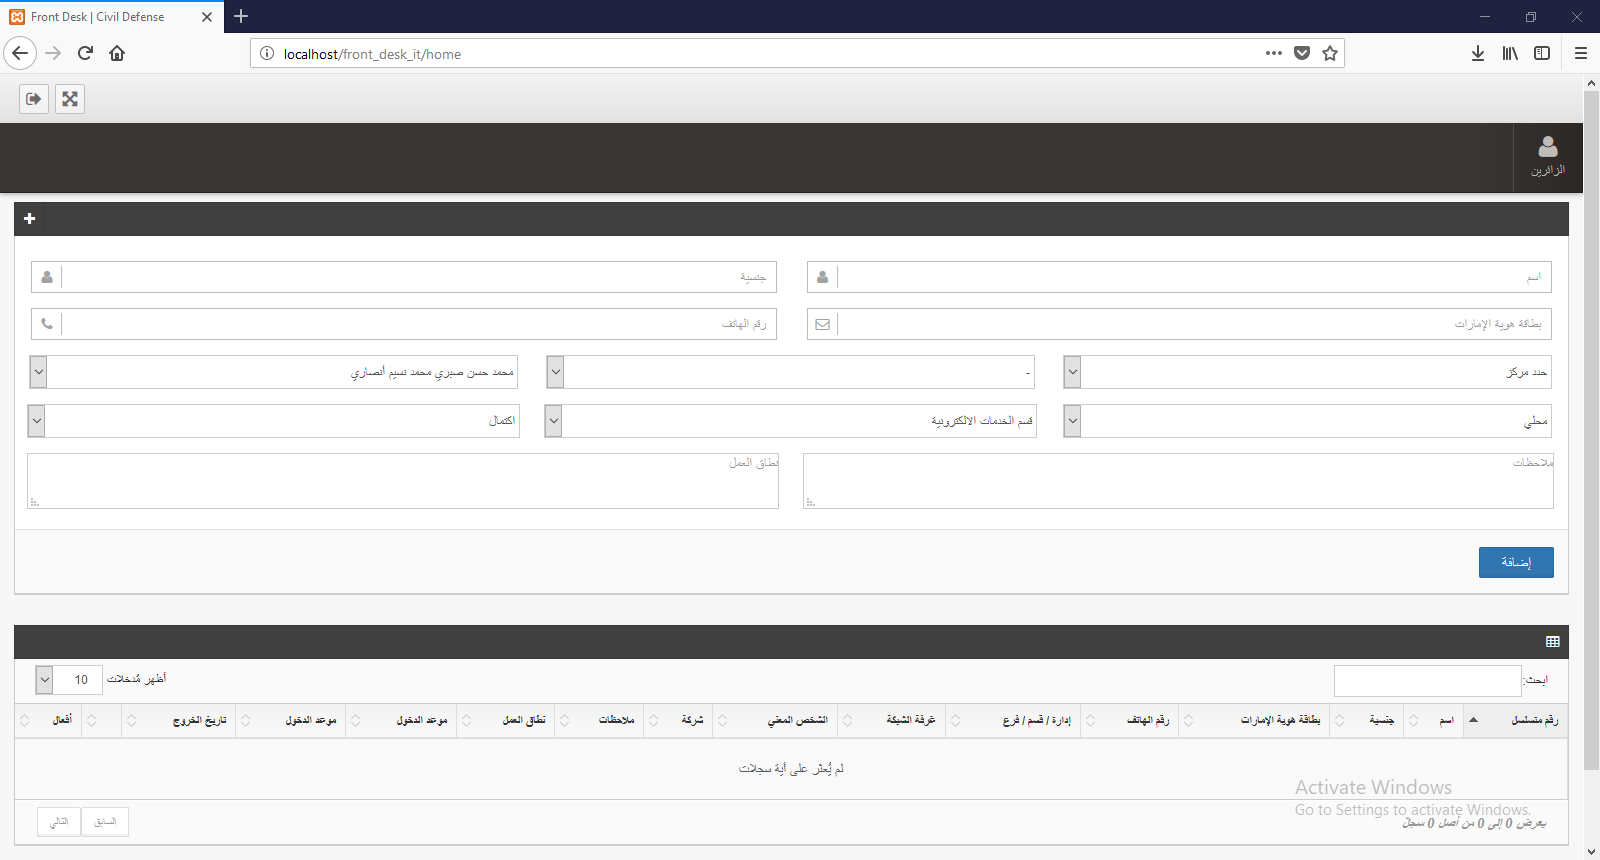 Front Desk | Civil Defense
localhost/front_desk_it/home
الزائرين
اسم
جنسية
بطاقة هوية الإمارات
رقم الهاتف
حدد مركز
-
محمد حسن صبري محمد نسيم أنصاري
محلي
قسم الخدمات الالكترونية
اكتمال
ملاحظات
نطاق العمل
إضافة
ابحث:
أظهر مُدخلات 10
رقم متسلسل اسم جنسية بطاقة هوية الإمارات رقم الهاتف إدارة / قسم / فرع غرفة الشبكة الشخص المعني شركة ملاحظات نطاق العمل موعد الدخول موعد الدخول تاريخ الخروج أفعال
لم يُعثر على أية سجلات
Activate Windows
Go to Settings to activate Windows.
يعرض 0 إلى 0 من أصل 0 سجلّ
السابق
التالي